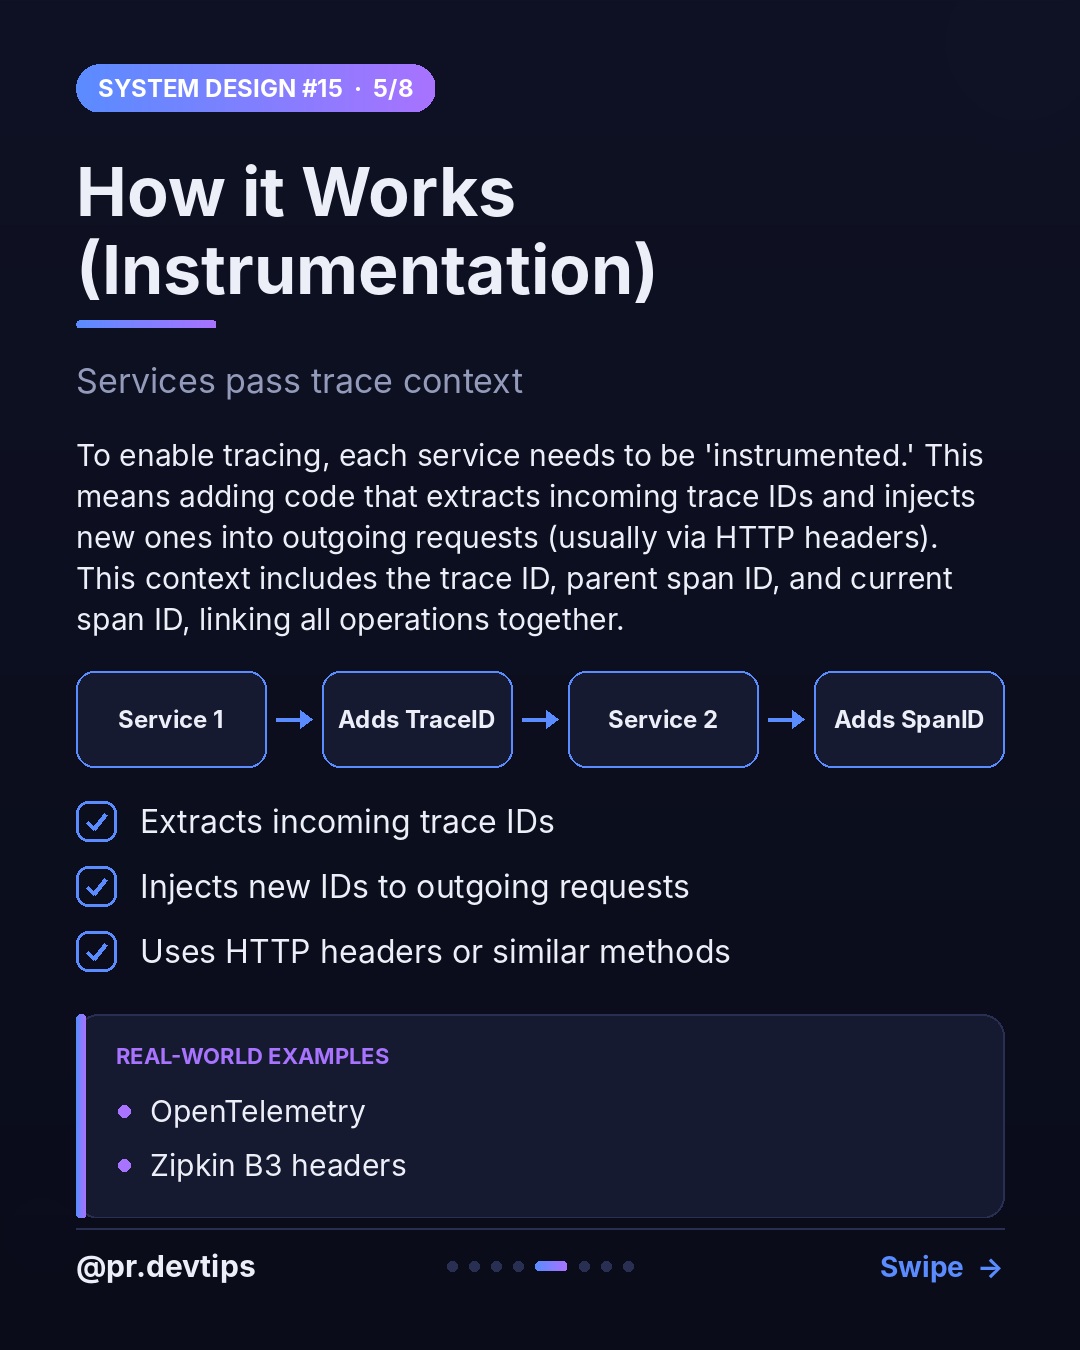 SYSTEM DESIGN #15 · 5/8
How it Works
(Instrumentation)
Services pass trace context
To enable tracing, each service needs to be 'instrumented.' This
means adding code that extracts incoming trace IDs and injects
new ones into outgoing requests (usually via HTTP headers).
This context includes the trace ID, parent span ID, and current
span ID, linking all operations together.
Service 1
Adds TraceID
Service 2
Adds SpanID
Extracts incoming trace IDs
Injects new IDs to outgoing requests
Uses HTTP headers or similar methods
REAL-WORLD EXAMPLES
OpenTelemetry
Zipkin B3 headers
@pr.devtips
Swipe →